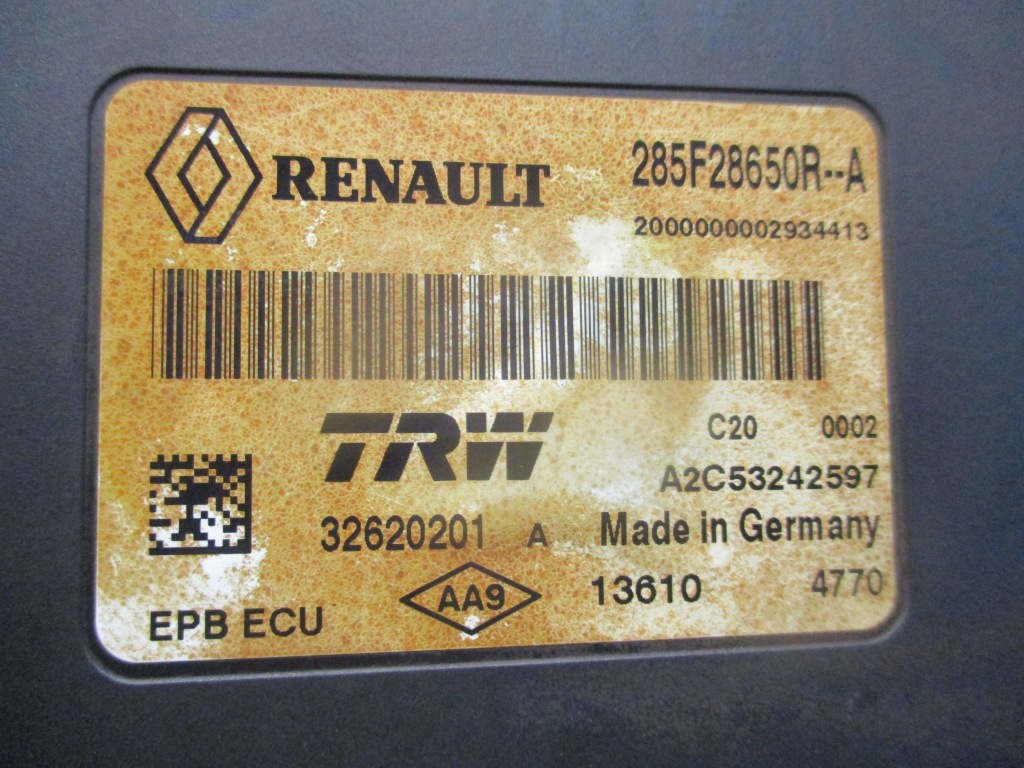 RENAULT 285F28650R--A
2000000002934413
TRW C20 0002
A2C53242597
32620201 A Made in Germany
AA9 13610 4770
EPB ECU